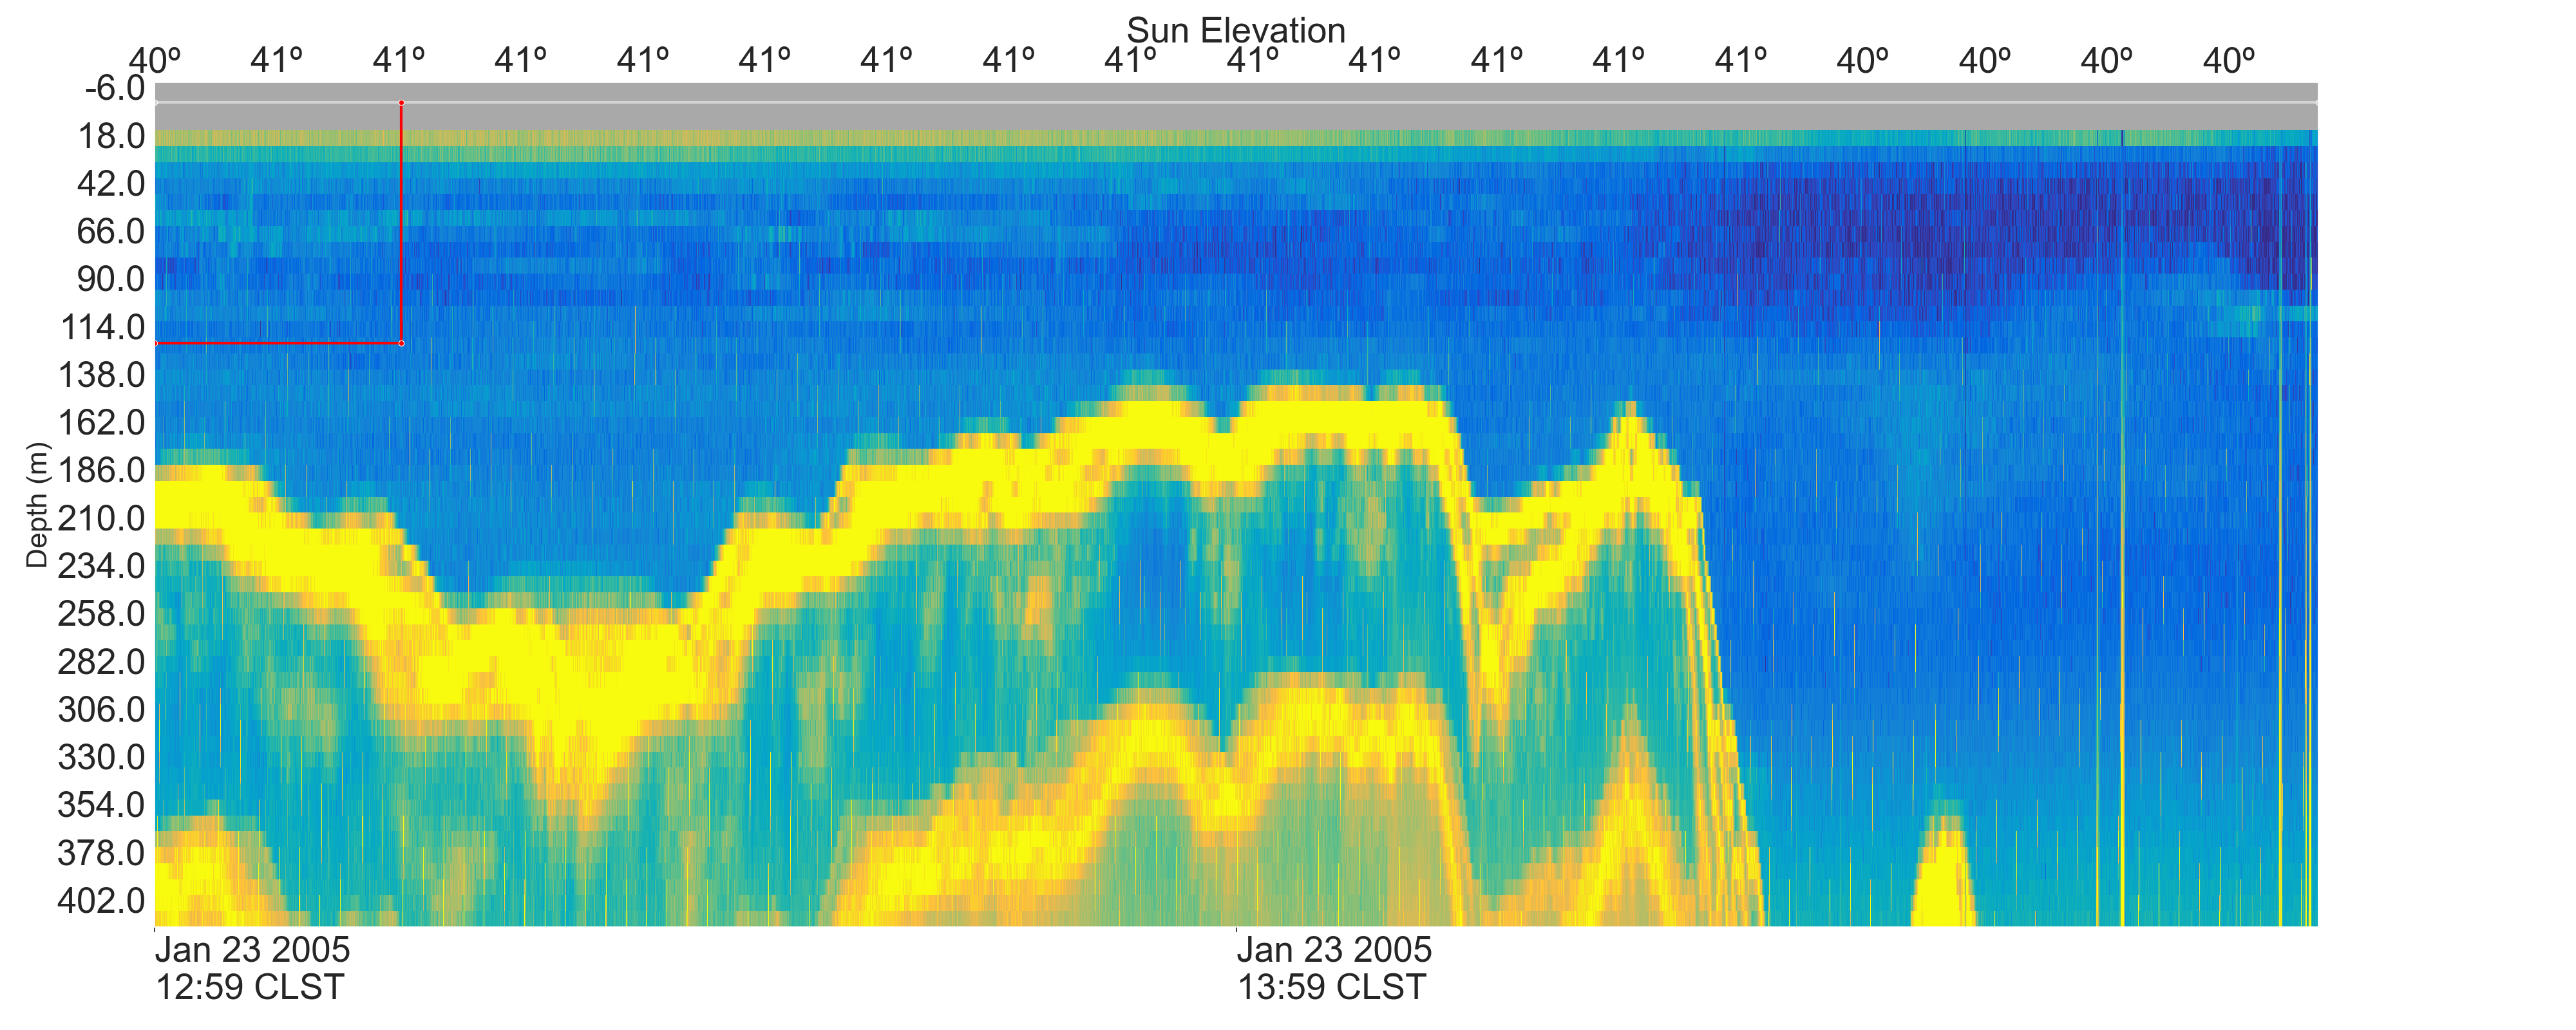 Sun Elevation
40º 41º 41º 41º 41º 41º 41º 41º 41º 41º 41º 41º 41º 41º 40º 40º 40º 40º
-6.0
18.0
42.0
66.0
90.0
114.0
138.0
162.0
186.0
210.0
234.0
258.0
282.0
306.0
330.0
354.0
378.0
402.0
Depth (m)
Jan 23 2005
12:59 CLST
Jan 23 2005
13:59 CLST